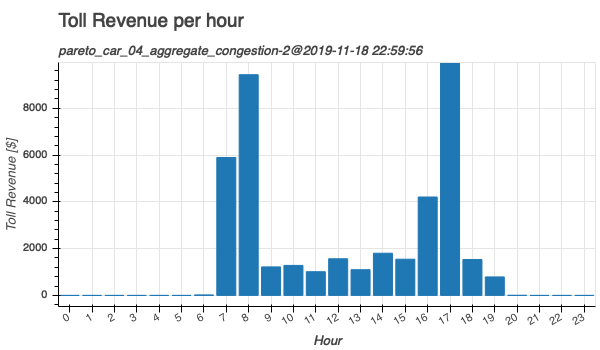 Toll Revenue per hour
pareto_car_04_aggregate_congestion-2@2019-11-18 22:59:56
Toll Revenue [$]
8000
6000
4000
2000
0
0 1 2 3 4 5 6 7 8 9 10 11 12 13 14 15 16 17 18 19 20 21 22 23
Hour